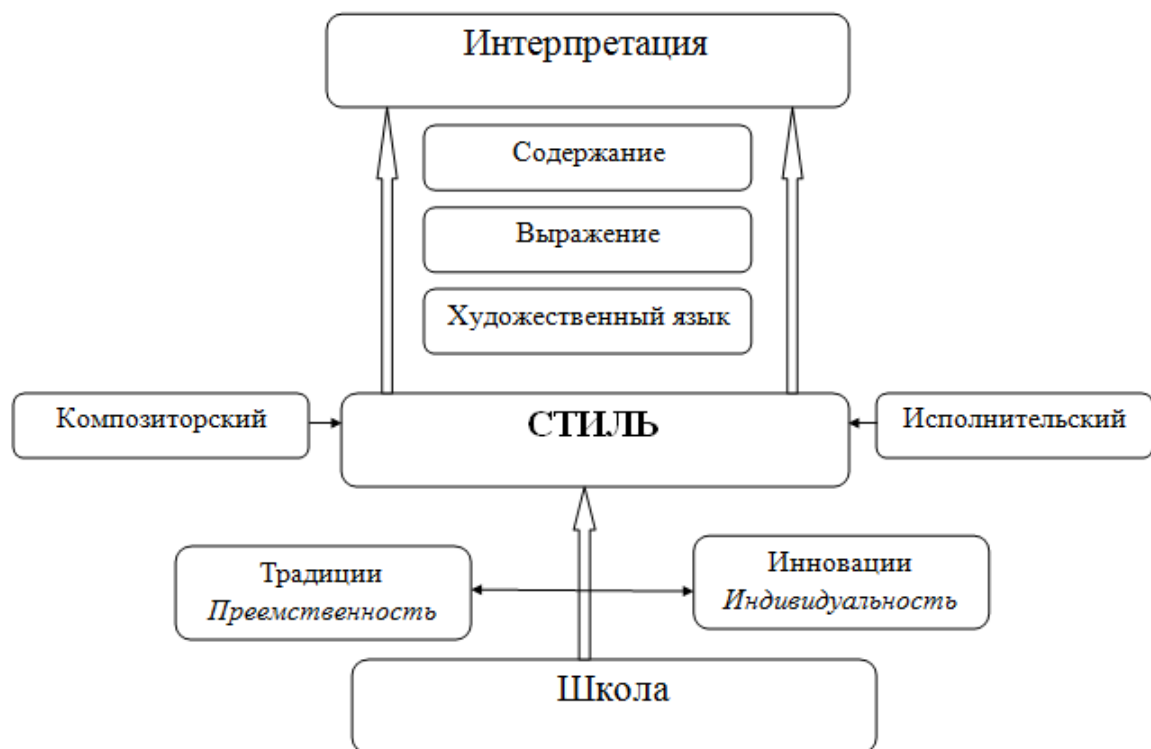 Интерпретация
Содержание
Выражение
Художественный язык
Композиторский
СТИЛЬ
Исполнительский
Традиции
Преемственность
Инновации
Индивидуальность
Школа